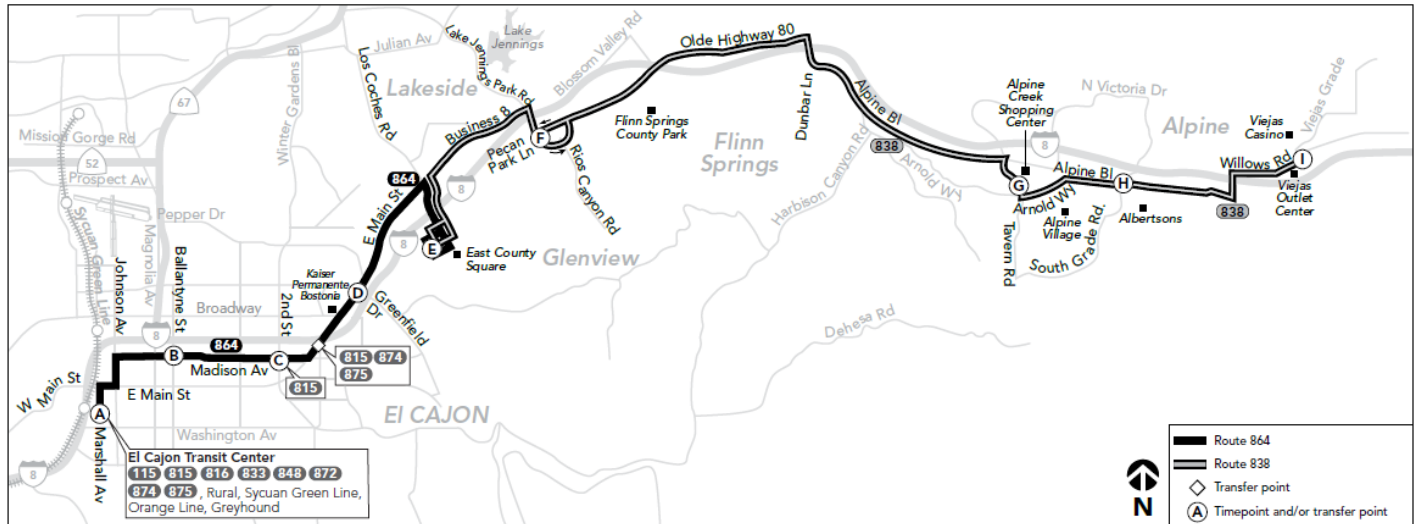 Julian Av
Lake Jennings Park Rd
Lake
Jennings
Blossom Valley Rd
Olde Highway 80
Los Coches Rd
Lakeside
Winter Gardens Bl
67
Mission Gorge Rd
52
Prospect Av
Sycuan Green Line
Pepper Dr
Magnolia Av
Business 8
F
Pecan
Park Ln
Rios Canyon Rd
Flinn Springs
County Park
Flinn
Springs
Dunbar Ln
Alpine Bl
838
Harbison Canyon Rd
Arnold Wy
Alpine
Creek
Shopping
Center
N Victoria Dr
8
Alpine
Viejas
Casino
Viejas Grade
Willows Rd
I
Viejas
Outlet
Center
G
Arnold Wy
Alpine Bl
H
Alpine
Village
Albertsons
838
Tavern Rd
South Grade Rd.
864
8
E Main St
8
E
East County
Square
Glenview
Johnson Av
Ballantyne St
2nd St
Kaiser
Permanente
Bostonia
D
Greenfield
Dr
Broadway
8
B
864
Madison Av
C
815
815 874
875
Dehesa Rd
W Main St
E Main St
A
Marshall Av
8
Washington Av
El CAJON
El Cajon Transit Center
115 815 816 833 848 872
874 875 , Rural, Sycuan Green Line,
Orange Line, Greyhound
N
Route 864
Route 838
Transfer point
A Timepoint and/or transfer point